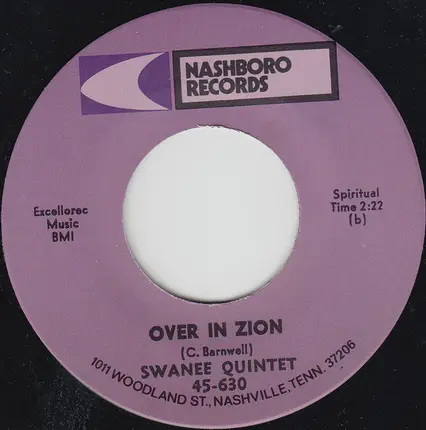 NASHBORO
RECORDS
Excellorec
Music
BMI
Spiritual
Time 2:22
(b)
OVER IN ZION
(C. Barnwell)
SWANEE QUINTET
45-630
1011 WOODLAND ST., NASHVILLE, TENN. 37206